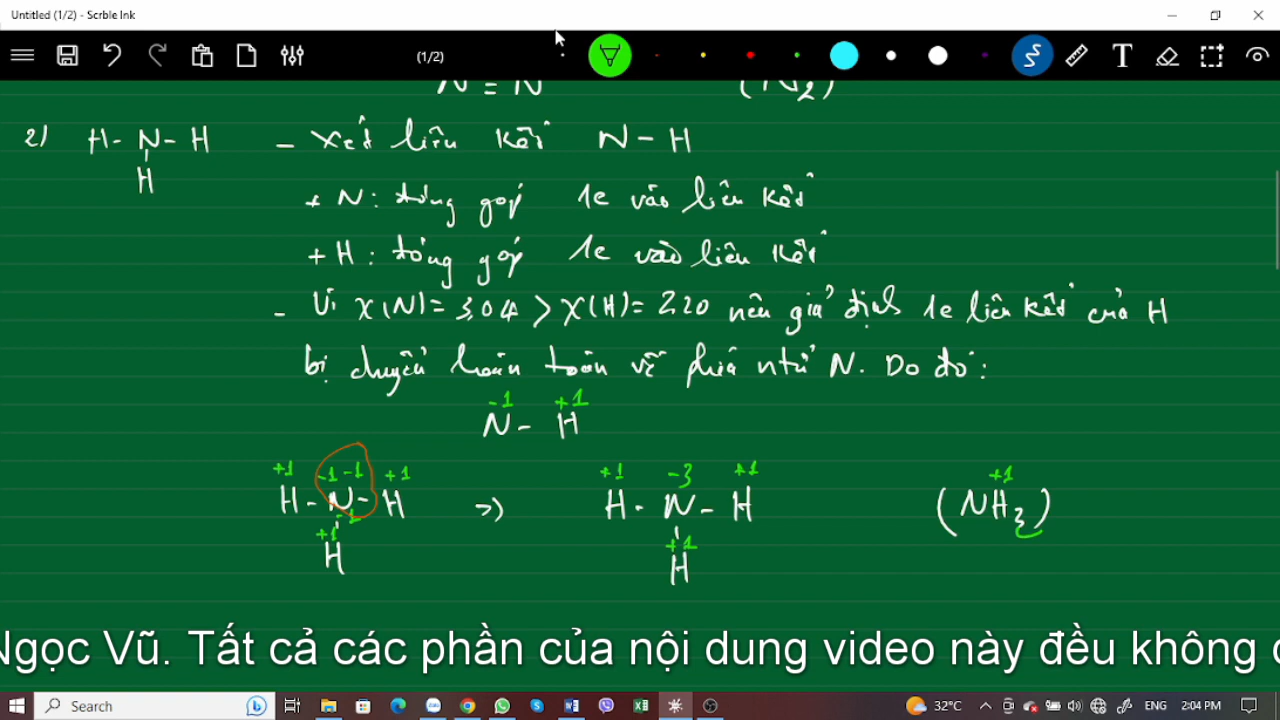 Untitled (1/2) - Scrble Ink
(1/2)
N ≡ N (N2)
2) H - N - H
H
- Xét liên kết N - H
+ N: đóng góp 1e vào liên kết
+ H: đóng góp 1e vào liên kết
- Vì χ(N) = 3,04 > χ(H) = 2,20 nên giả định 1e liên kết của H
bị chuyển hoàn toàn về phía ntử N. Do đó:
-1 +1
N - H
+1 -1 -1 +1 +1 -3 +1 +1
H - N - H => H - N - H (NH3)
-1
+1 +1
H H
Ngọc Vũ. Tất cả các phần của nội dung video này đều không
Search 32°C ENG 2:04 PM